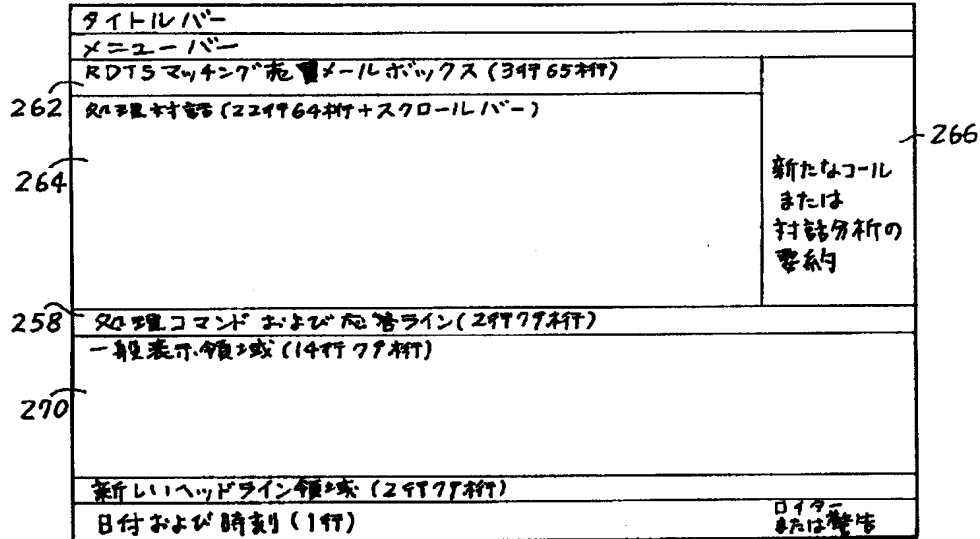 タイトルバー
メニューバー
RDTSマッチング売買メールボックス(3行65桁)
262
処理対話(22行64桁+スクロールバー)
266
264
新たなコール
または
対話分析の
要約
258
処理コマンドおよび応答ライン(2行79桁)
一般表示領域(14行79桁)
270
新しいヘッドライン領域(2行79桁)
日付および時刻(1行)
ロイター
または警告